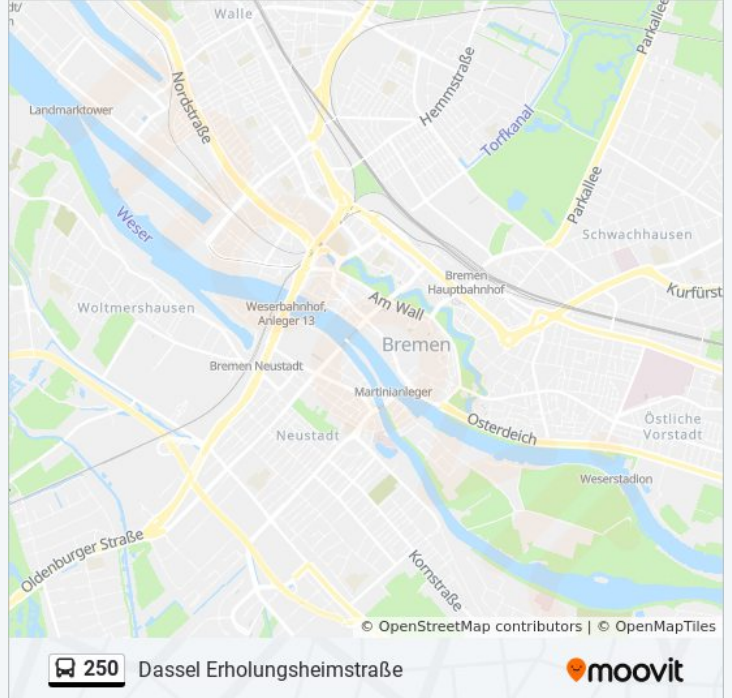 dt/
Walle
Parkallee
Hemmstraße
Nordstraße
Landmarktower
Torfkanal
Parkallee
Weser
Schwachhausen
Bremen
Hauptbahnhof
Kurfürst
Am Wall
Woltmershausen
Weserbahnhof,
Anleger 13
Bremen
Bremen Neustadt
Martinianleger
Osterdeich
Östliche
Vorstadt
Neustadt
Weserstadion
Oldenburger Straße
Kornstraße
© OpenStreetMap contributors | © OpenMapTiles
250 Dassel Erholungsheimstraße
moovit